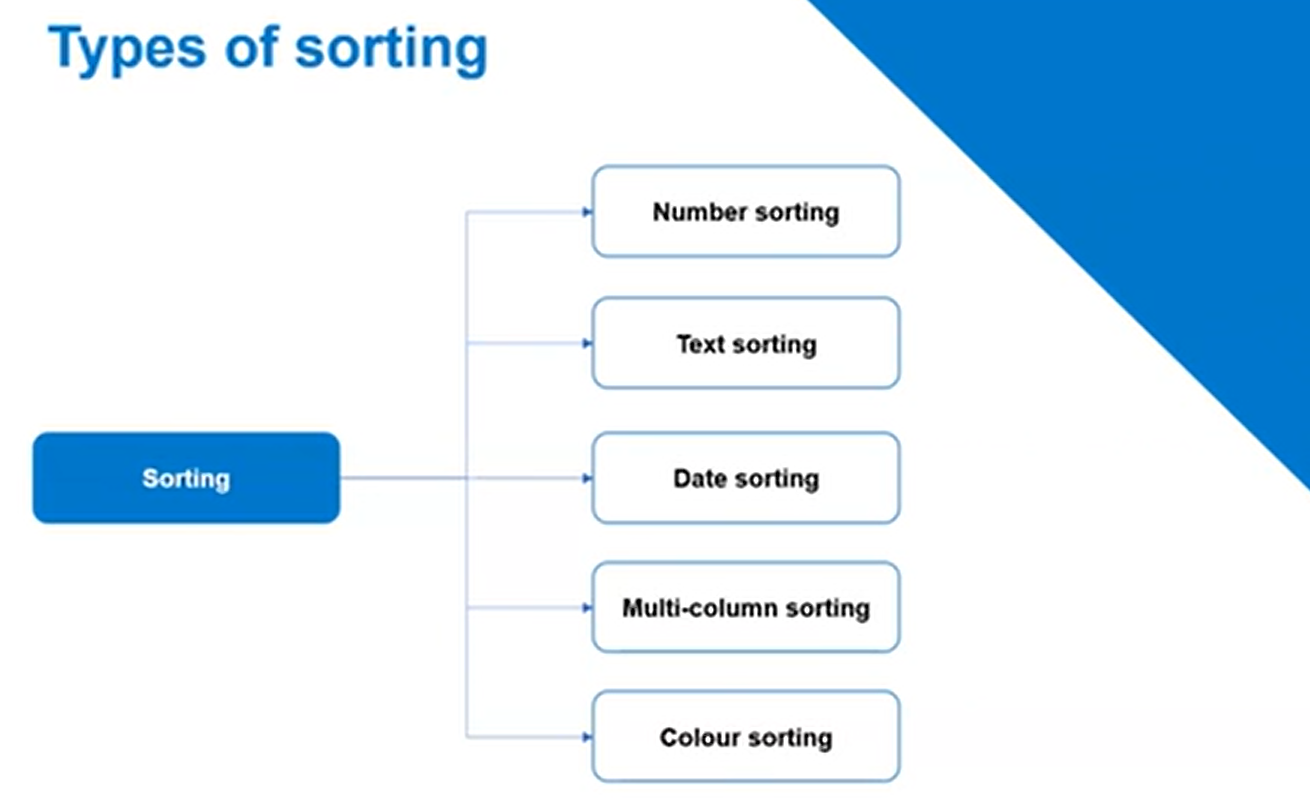 Types of sorting
Number sorting
Text sorting
Sorting
Date sorting
Multi-column sorting
Colour sorting